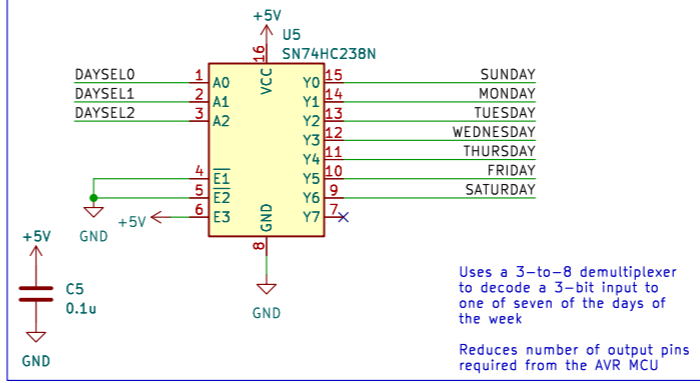 +5V
U5
SN74HC238N
16
VCC
DAYSEL0 1 A0 Y0 15 SUNDAY
DAYSEL1 2 A1 Y1 14 MONDAY
DAYSEL2 3 A2 Y2 13 TUESDAY
Y3 12 WEDNESDAY
Y4 11 THURSDAY
4 E1 Y5 10 FRIDAY
5 E2 Y6 9 SATURDAY
+5V 6 E3 Y7 7
GND
GND
8
+5V
C5
0.1u
GND
GND
Uses a 3-to-8 demultiplexer
to decode a 3-bit input to
one of seven of the days of
the week
Reduces number of output pins
required from the AVR MCU